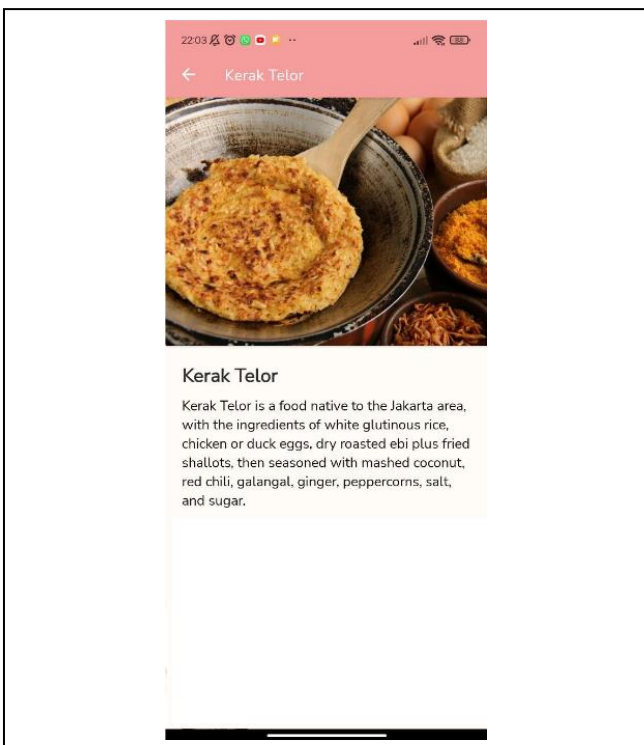 22:03
Kerak Telor
Kerak Telor
Kerak Telor is a food native to the Jakarta area,
with the ingredients of white glutinous rice,
chicken or duck eggs, dry roasted ebi plus fried
shallots, then seasoned with mashed coconut,
red chili, galangal, ginger, peppercorns, salt,
and sugar.